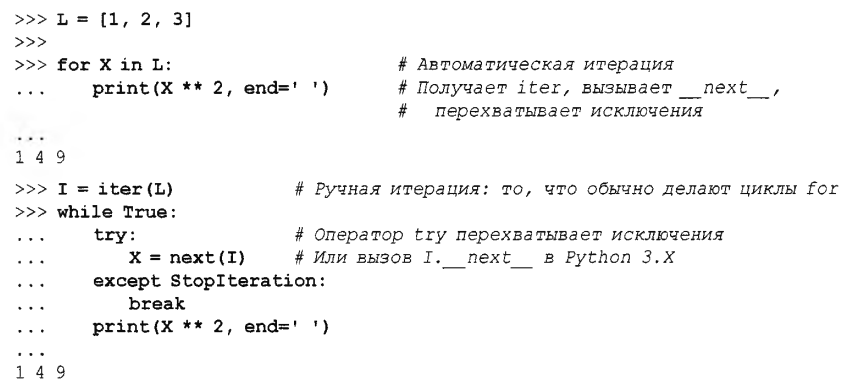 >>> L = [1, 2, 3]
>>>
>>> for X in L:                      # Автоматическая итерация
...     print(X ** 2, end=' ')       # Получает iter, вызывает __next__,
                                     #   перехватывает исключения
...
1 4 9
>>> I = iter(L)            # Ручная итерация: то, что обычно делают циклы for
>>> while True:
...     try:               # Оператор try перехватывает исключения
...         X = next(I)    # Или вызов I.__next__ в Python 3.X
...     except StopIteration:
...         break
...     print(X ** 2, end=' ')
...
1 4 9